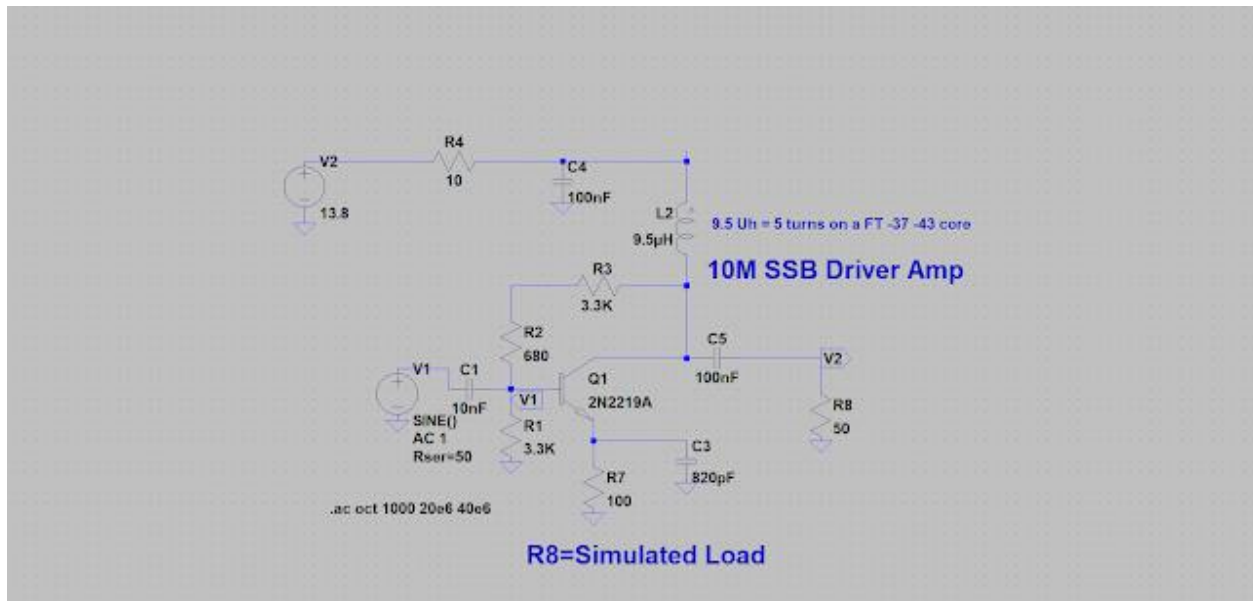 R4
V2
10
C4
100nF
13.8
L2
9.5µH
9.5 Uh = 5 turns on a FT -37 -43 core
10M SSB Driver Amp
R3
3.3K
R2
680
C5
100nF
V2
V1
C1
10nF
V1
Q1
2N2219A
R8
50
SINE()
AC 1
Rser=50
R1
3.3K
C3
820pF
R7
100
.ac oct 1000 20e6 40e6
R8=Simulated Load